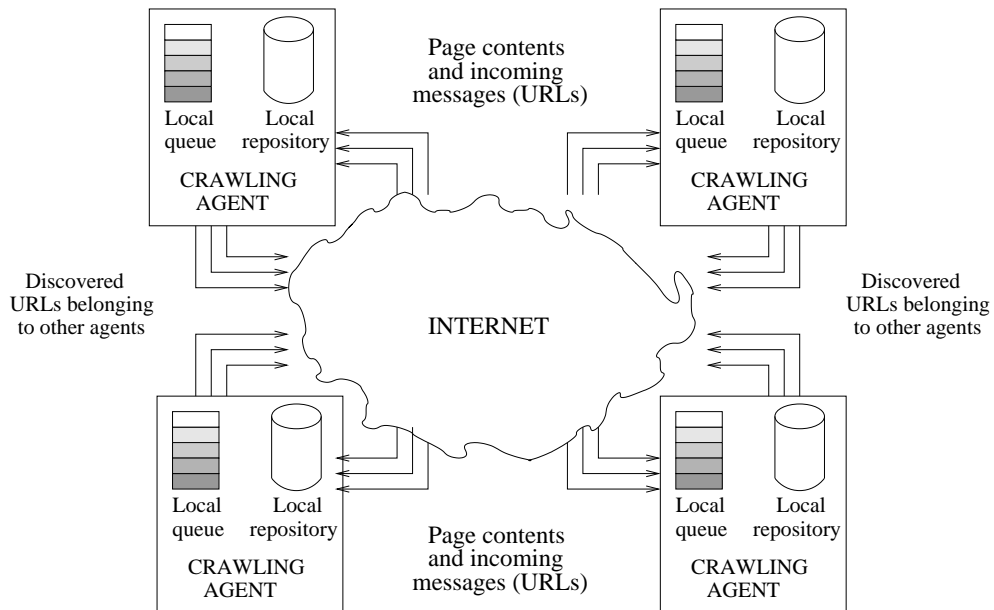 Page contents
and incoming
messages (URLs)
Local
queue
Local
repository
CRAWLING
AGENT
Local
queue
Local
repository
CRAWLING
AGENT
Discovered
URLs belonging
to other agents
INTERNET
Discovered
URLs belonging
to other agents
Local
queue
Local
repository
CRAWLING
AGENT
Page contents
and incoming
messages (URLs)
Local
queue
Local
repository
CRAWLING
AGENT